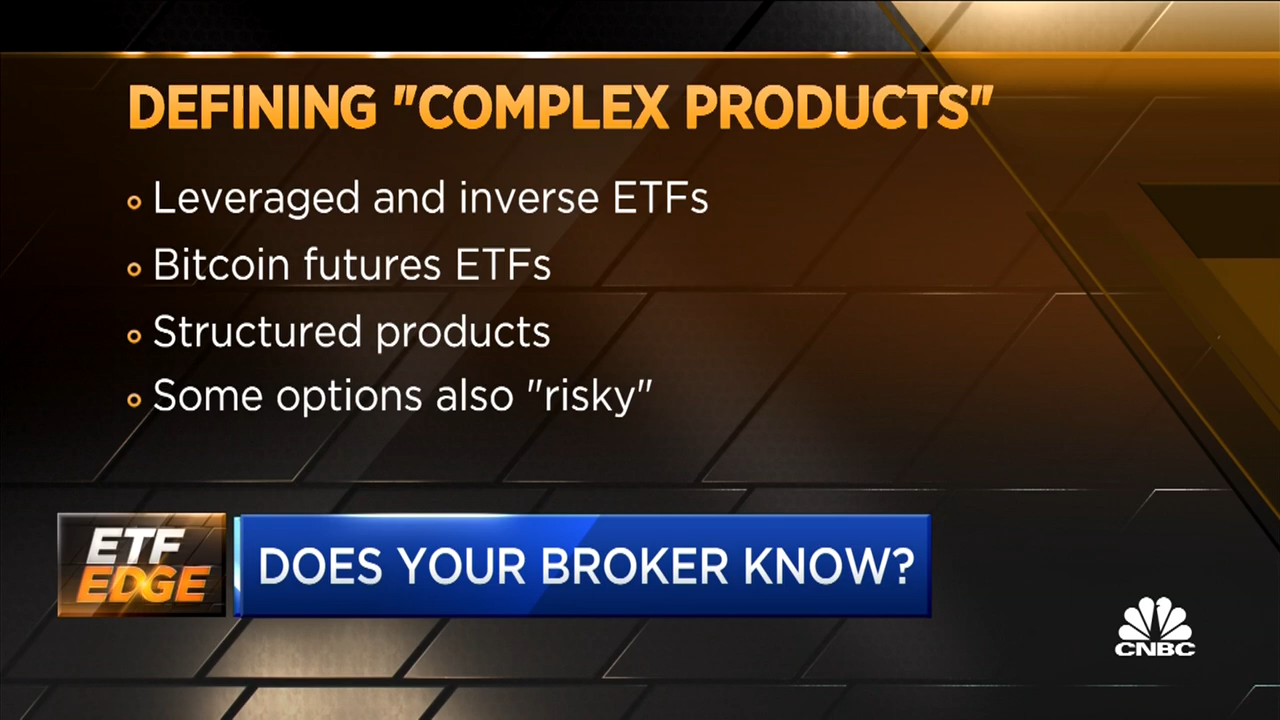 DEFINING "COMPLEX PRODUCTS"
Leveraged and inverse ETFs
Bitcoin futures ETFs
Structured products
Some options also "risky"
ETF
EDGE
DOES YOUR BROKER KNOW?
CNBC